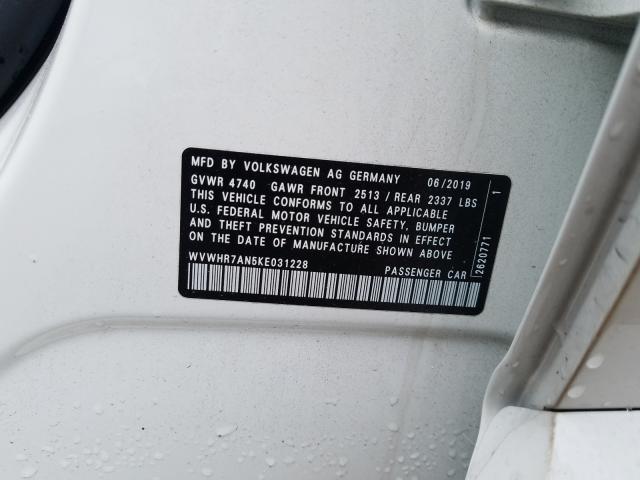 MFD BY VOLKSWAGEN AG GERMANY 06/2019
GVWR 4740 GAWR FRONT 2513 / REAR 2337 LBS
THIS VEHICLE CONFORMS TO ALL APPLICABLE
U.S. FEDERAL MOTOR VEHICLE SAFETY, BUMPER
AND THEFT PREVENTION STANDARDS IN EFFECT
ON THE DATE OF MANUFACTURE SHOWN ABOVE
WVWHR7AN5KE031228 PASSENGER CAR
2620771 1